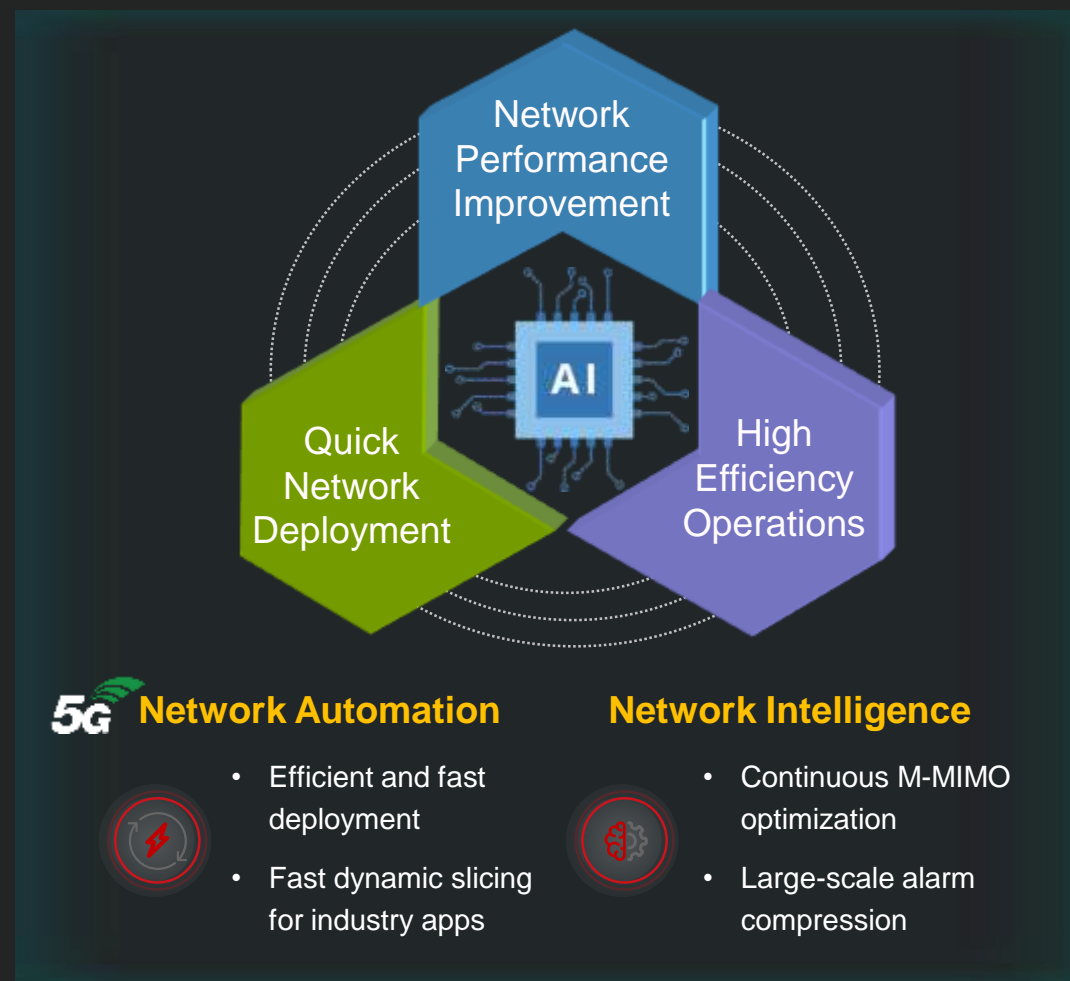 Network
Performance
Improvement
AI
Quick
Network
Deployment
High
Efficiency
Operations
5G Network Automation
• Efficient and fast
deployment
• Fast dynamic slicing
for industry apps
Network Intelligence
• Continuous M-MIMO
optimization
• Large-scale alarm
compression